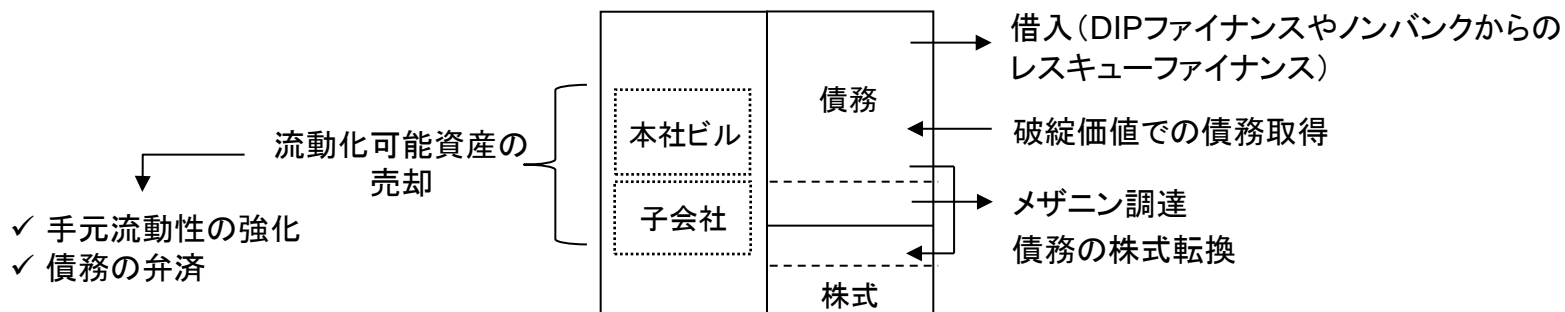 流動化可能資産の
売却
✓ 手元流動性の強化
✓ 債務の弁済
本社ビル
子会社
債務
株式
借入(DIPファイナンスやノンバンクからの
レスキューファイナンス)
破綻価値での債務取得
メザニン調達
債務の株式転換